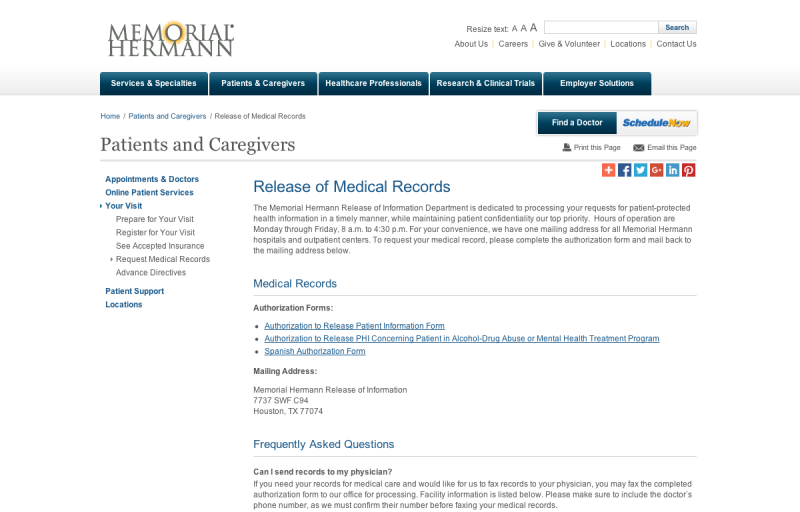 MEMORIAL
HERMANN
Resize text: A A A
Search
About Us | Careers | Give & Volunteer | Locations | Contact Us
Services & Specialties
Patients & Caregivers
Healthcare Professionals
Research & Clinical Trials
Employer Solutions
Home / Patients and Caregivers / Release of Medical Records
Find a Doctor
ScheduleNow
Patients and Caregivers
Print this Page
Email this Page
Appointments & Doctors
Online Patient Services
Your Visit
Prepare for Your Visit
Register for Your Visit
See Accepted Insurance
Request Medical Records
Advance Directives
Patient Support
Locations
Release of Medical Records
The Memorial Hermann Release of Information Department is dedicated to processing your requests for patient-protected
health information in a timely manner, while maintaining patient confidentiality our top priority. Hours of operation are
Monday through Friday, 8 a.m. to 4:30 p.m. For your convenience, we have one mailing address for all Memorial Hermann
hospitals and outpatient centers. To request your medical record, please complete the authorization form and mail back to
the mailing address below.
Medical Records
Authorization Forms:
Authorization to Release Patient Information Form
Authorization to Release PHI Concerning Patient in Alcohol-Drug Abuse or Mental Health Treatment Program
Spanish Authorization Form
Mailing Address:
Memorial Hermann Release of Information
7737 SWF C94
Houston, TX 77074
Frequently Asked Questions
Can I send records to my physician?
If you need your records for medical care and would like for us to fax records to your physician, you may fax the completed
authorization form to our office for processing. Facility information is listed below. Please make sure to include the doctor's
phone number, as we must confirm their number before faxing your medical records.